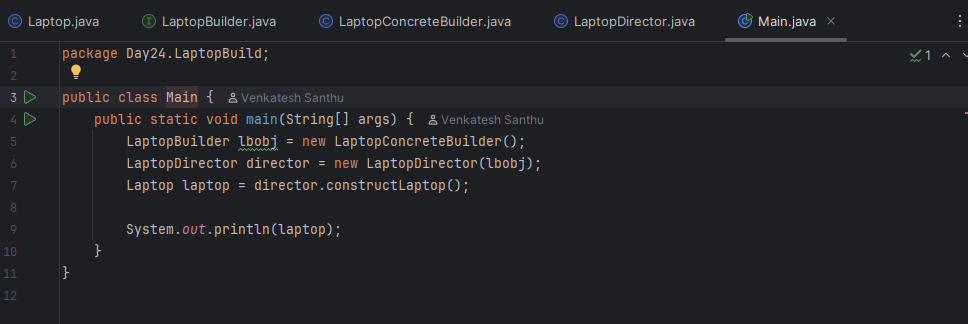 Laptop.java LaptopBuilder.java LaptopConcreteBuilder.java LaptopDirector.java Main.java
1 package Day24.LaptopBuild; 1
2
3 public class Main { Venkatesh Santhu
4 public static void main(String[] args) { Venkatesh Santhu
5 LaptopBuilder lbobj = new LaptopConcreteBuilder();
6 LaptopDirector director = new LaptopDirector(lbobj);
7 Laptop laptop = director.constructLaptop();
8
9 System.out.println(laptop);
10 }
11 }
12